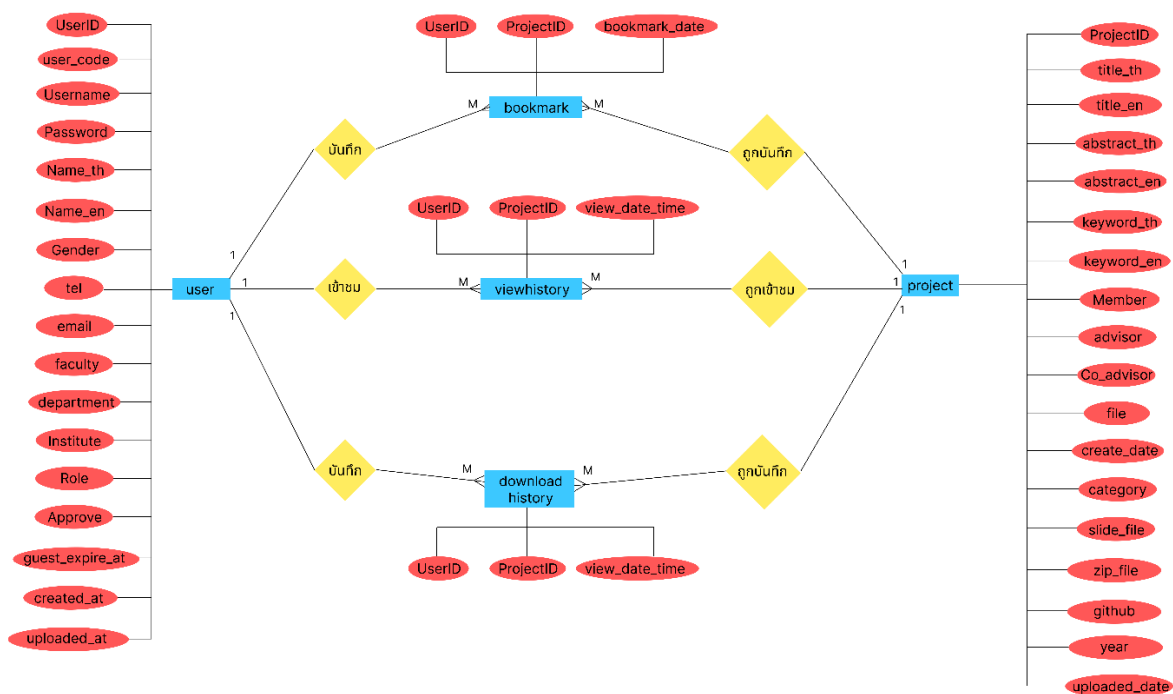 UserID
user_code
Username
Password
Name_th
Name_en
Gender
tel
email
faculty
department
Institute
Role
Approve
guest_expire_at
created_at
uploaded_at
user
1
1
1
บันทึก
เข้าชม
บันทึก
UserID
ProjectID
bookmark_date
M
bookmark
M
UserID
ProjectID
view_date_time
M
viewhistory
M
M
download
history
M
UserID
ProjectID
view_date_time
ถูกบันทึก
ถูกเข้าชม
ถูกบันทึก
1
1
1
project
ProjectID
title_th
title_en
abstract_th
abstract_en
keyword_th
keyword_en
Member
advisor
Co_advisor
file
create_date
category
slide_file
zip_file
github
year
uploaded_date